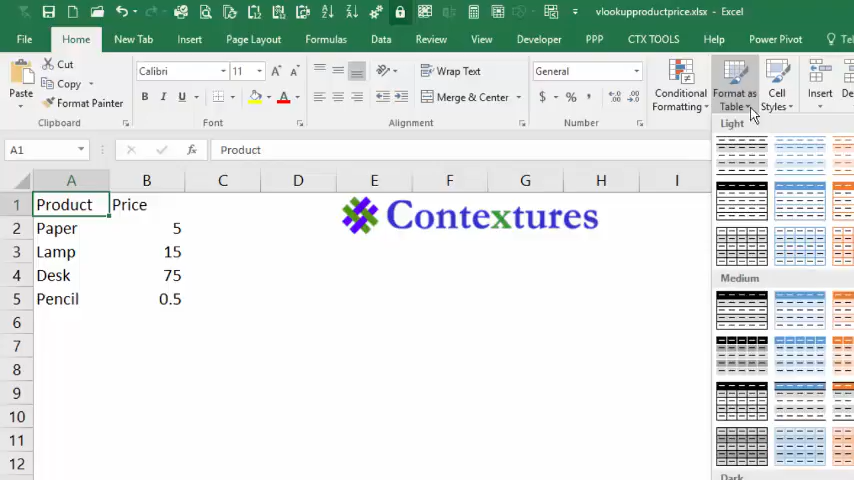 vlookupproductprice.xlsx - Excel
File Home New Tab Insert Page Layout Formulas Data Review View Developer PPP CTX TOOLS Help Power Pivot Tel
Paste
Cut
Copy
Format Painter
Clipboard
Calibri 11
B I U
Font
Wrap Text
Merge & Center
Alignment
General
$ % ,
Number
Conditional Formatting
Format as Table
Cell Styles
Insert
De
A1 fx Product
A B C D E F G H I
1 Product Price
2 Paper 5
3 Lamp 15
4 Desk 75
5 Pencil 0.5
6
7
8
9
10
11
12
Contextures
Light
Medium
Dark